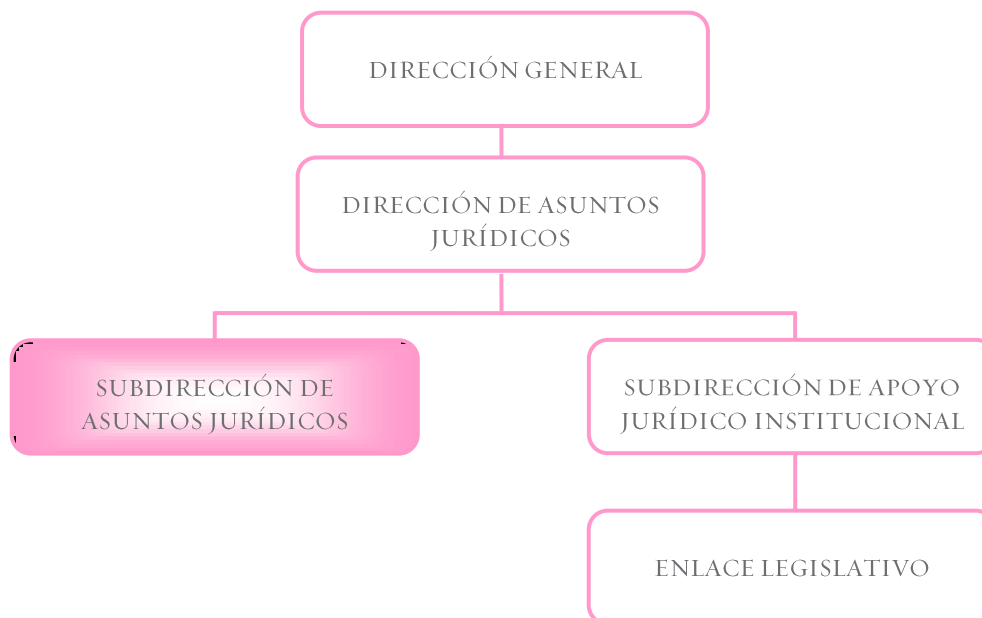 DIRECCIÓN GENERAL
DIRECCIÓN DE ASUNTOS
JURÍDICOS
SUBDIRECCIÓN DE
ASUNTOS JURÍDICOS
SUBDIRECCIÓN DE APOYO
JURÍDICO INSTITUCIONAL
ENLACE LEGISLATIVO